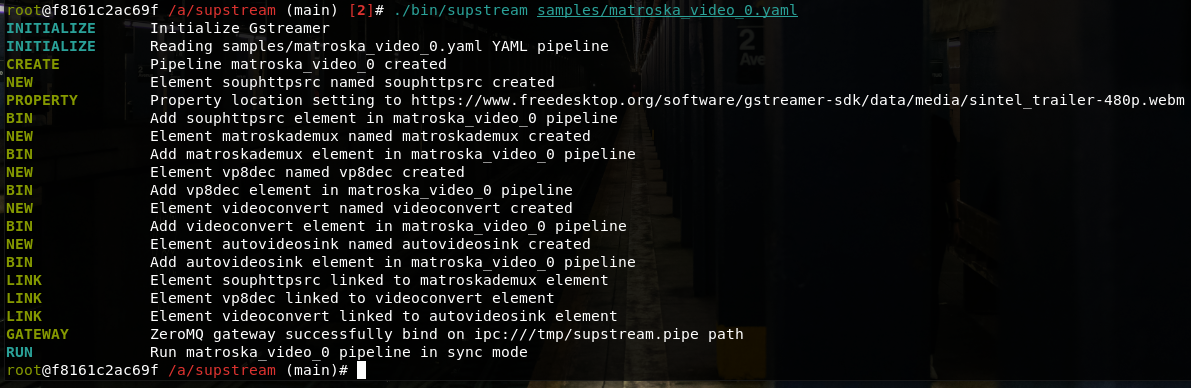 root@f8161c2ac69f /a/supstream (main) [2]# ./bin/supstream samples/matroska_video_0.yaml
INITIALIZE Initialize Gstreamer
INITIALIZE Reading samples/matroska_video_0.yaml YAML pipeline
CREATE Pipeline matroska_video_0 created
NEW Element souphttpsrc named souphttpsrc created
PROPERTY Property location setting to https://www.freedesktop.org/software/gstreamer-sdk/data/media/sintel_trailer-480p.webm
BIN Add souphttpsrc element in matroska_video_0 pipeline
NEW Element matroskademux named matroskademux created
BIN Add matroskademux element in matroska_video_0 pipeline
NEW Element vp8dec named vp8dec created
BIN Add vp8dec element in matroska_video_0 pipeline
NEW Element videoconvert named videoconvert created
BIN Add videoconvert element in matroska_video_0 pipeline
NEW Element autovideosink named autovideosink created
BIN Add autovideosink element in matroska_video_0 pipeline
LINK Element souphttpsrc linked to matroskademux element
LINK Element vp8dec linked to videoconvert element
LINK Element videoconvert linked to autovideosink element
GATEWAY ZeroMQ gateway successfully bind on ipc:///tmp/supstream.pipe path
RUN Run matroska_video_0 pipeline in sync mode
root@f8161c2ac69f /a/supstream (main)#
2
Ave